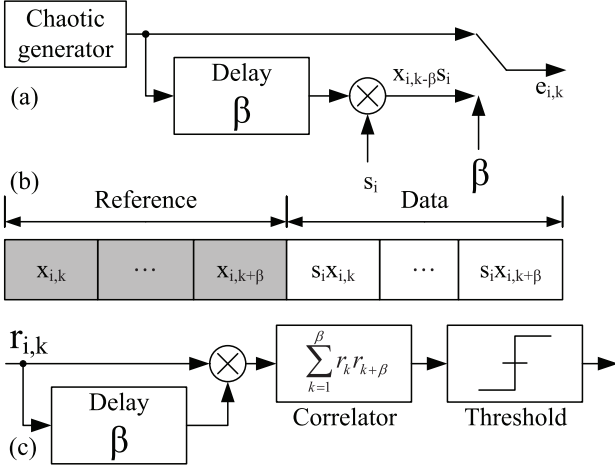 Chaotic
generator
Delay
β
x_{i,k-β}s_i
e_{i,k}
(a)
s_i
β
(b)
Reference
Data
x_{i,k}
⋯
x_{i,k+β}
s_ix_{i,k}
⋯
s_ix_{i,k+β}
r_{i,k}
\sum_{k=1}^{β} r_k r_{k+β}
Delay
β
Correlator
Threshold
(c)